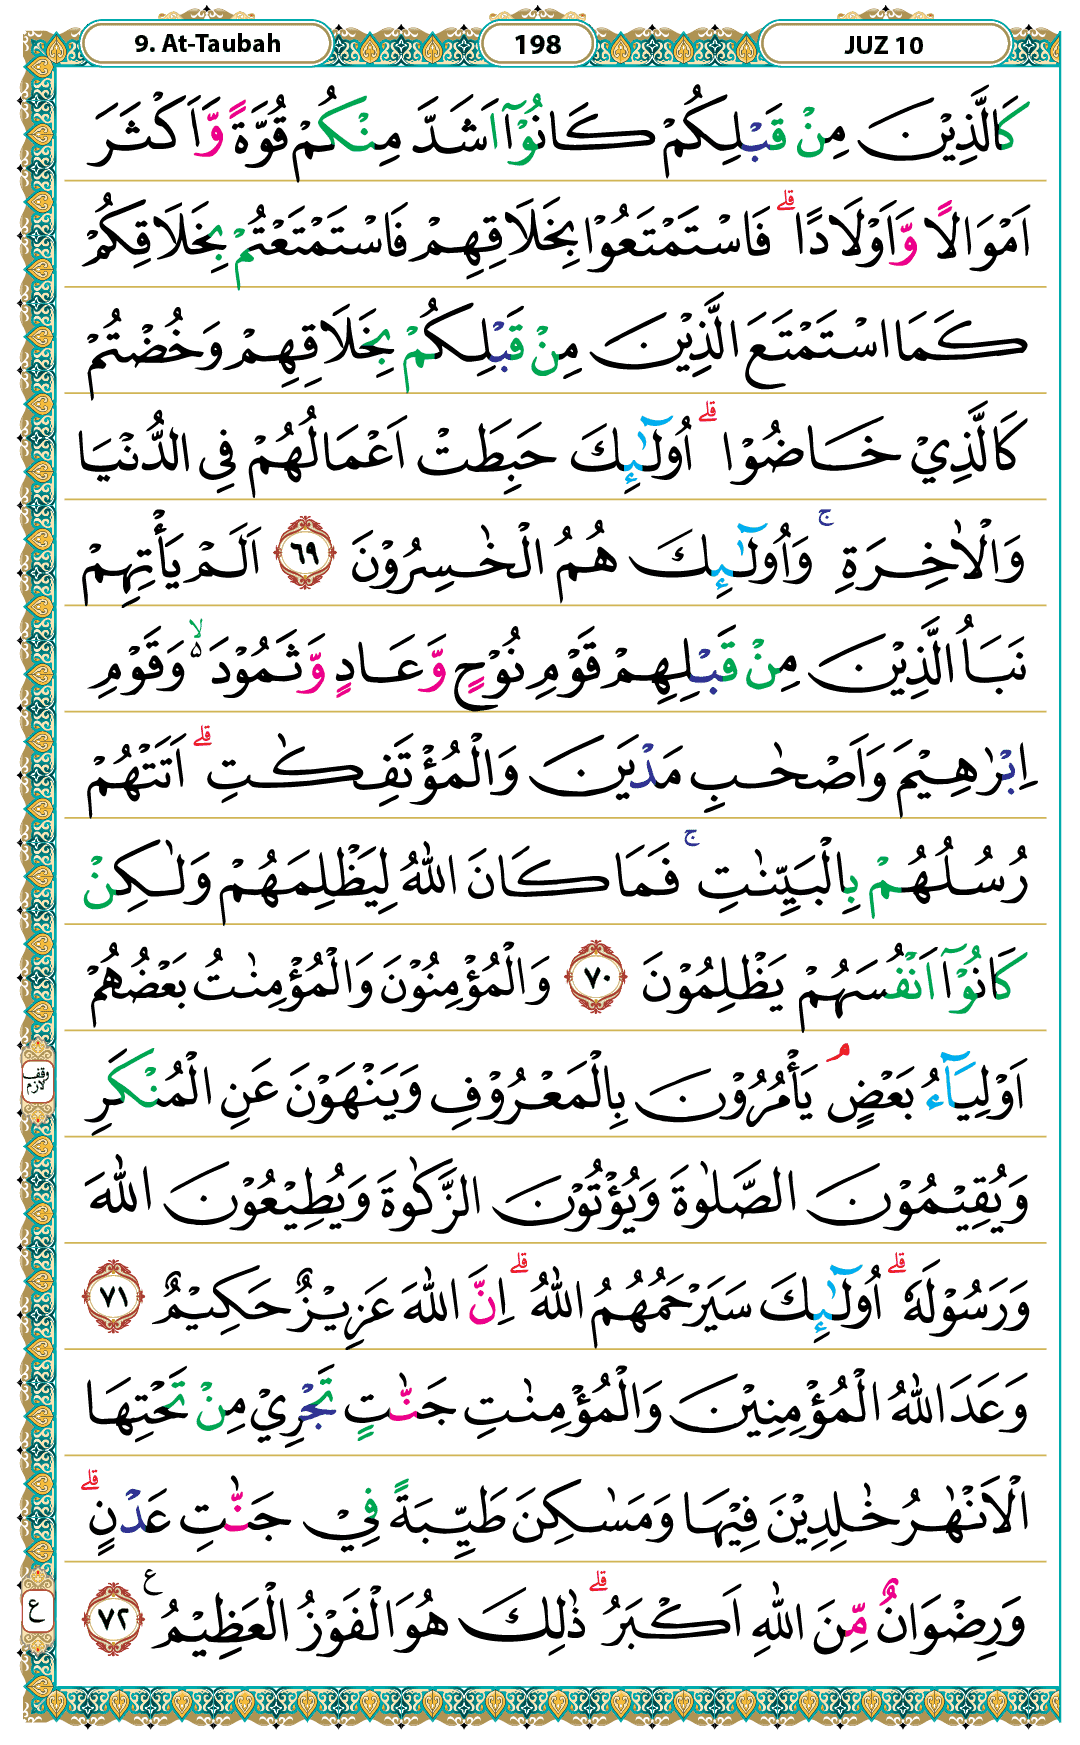 9. At-Taubah
198
JUZ 10
كَالَّذِيْنَ مِنْ قَبْلِكُمْ كَانُوْٓا اَشَدَّ مِنْكُمْ قُوَّةً وَّاَكْثَرَ
اَمْوَالًا وَّاَوْلَادًاۗ فَاسْتَمْتَعُوْا بِخَلَاقِهِمْ فَاسْتَمْتَعْتُمْ بِخَلَاقِكُمْ
كَمَا اسْتَمْتَعَ الَّذِيْنَ مِنْ قَبْلِكُمْ بِخَلَاقِهِمْ وَخُضْتُمْ
كَالَّذِيْ خَاضُوْاۗ اُولٰۤىِٕكَ حَبِطَتْ اَعْمَالُهُمْ فِى الدُّنْيَا
وَالْاٰخِرَةِۚ وَاُولٰۤىِٕكَ هُمُ الْخٰسِرُوْنَ ٦٩ اَلَمْ يَأْتِهِمْ
نَبَاُ الَّذِيْنَ مِنْ قَبْلِهِمْ قَوْمِ نُوْحٍ وَّعَادٍ وَّثَمُوْدَ ەۙ وَقَوْمِ
اِبْرٰهِيْمَ وَاَصْحٰبِ مَدْيَنَ وَالْمُؤْتَفِكٰتِۗ اَتَتْهُمْ
رُسُلُهُمْ بِالْبَيِّنٰتِۚ فَمَا كَانَ اللّٰهُ لِيَظْلِمَهُمْ وَلٰكِنْ
كَانُوْٓا اَنْفُسَهُمْ يَظْلِمُوْنَ ٧٠ وَالْمُؤْمِنُوْنَ وَالْمُؤْمِنٰتُ بَعْضُهُمْ
اَوْلِيَاۤءُ بَعْضٍۘ يَأْمُرُوْنَ بِالْمَعْرُوْفِ وَيَنْهَوْنَ عَنِ الْمُنْكَرِ
وقف لازم
وَيُقِيْمُوْنَ الصَّلٰوةَ وَيُؤْتُوْنَ الزَّكٰوةَ وَيُطِيْعُوْنَ اللّٰهَ
وَرَسُوْلَهٗۗ اُولٰۤىِٕكَ سَيَرْحَمُهُمُ اللّٰهُۗ اِنَّ اللّٰهَ عَزِيْزٌ حَكِيْمٌ ٧١
وَعَدَ اللّٰهُ الْمُؤْمِنِيْنَ وَالْمُؤْمِنٰتِ جَنّٰتٍ تَجْرِيْ مِنْ تَحْتِهَا
الْاَنْهٰرُ خٰلِدِيْنَ فِيْهَا وَمَسٰكِنَ طَيِّبَةً فِيْ جَنّٰتِ عَدْنٍۗ
وَرِضْوَانٌ مِّنَ اللّٰهِ اَكْبَرُۗ ذٰلِكَ هُوَ الْفَوْزُ الْعَظِيْمُ ع ٧٢
ع